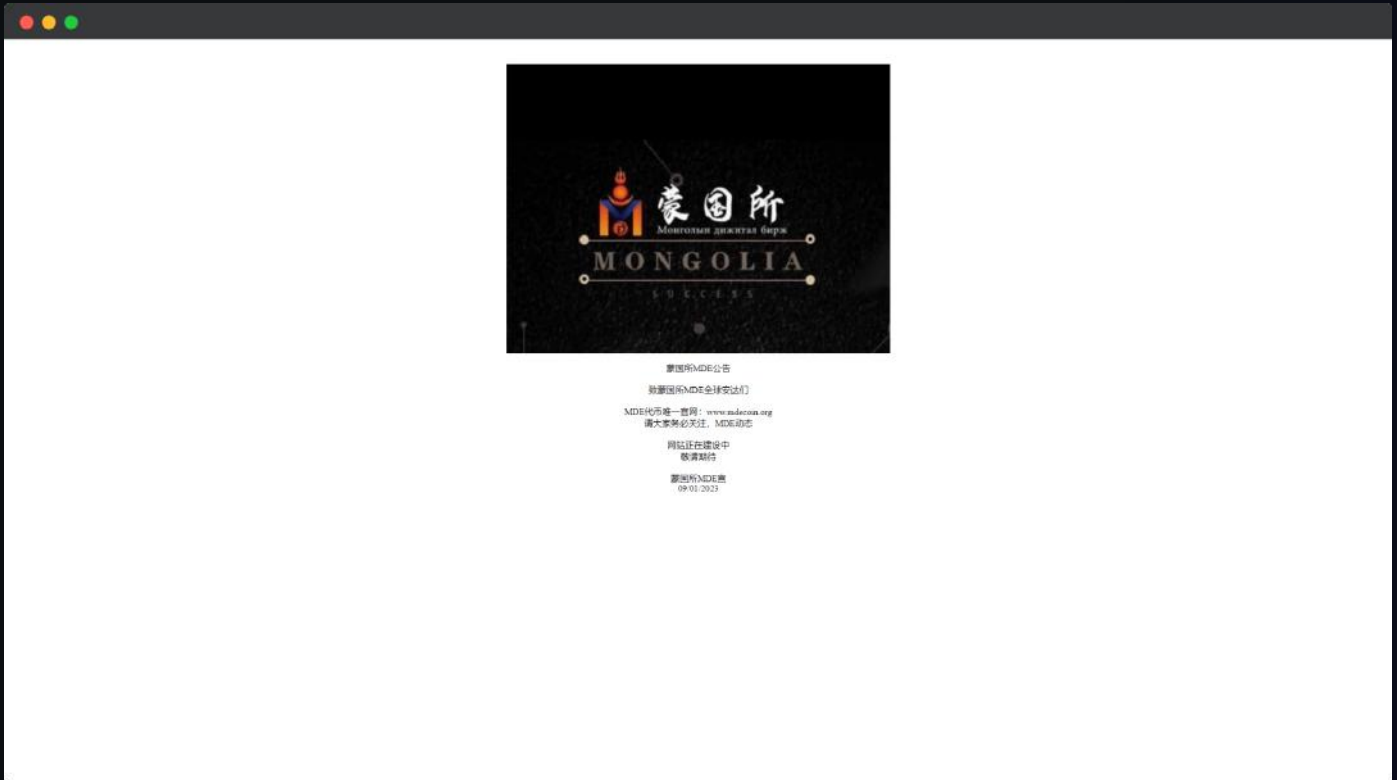 蒙国所
Монголын дижитал бирж
MONGOLIA
SUCCESS
蒙国所MDE公告
致蒙国所MDE全球安达们
MDE代币唯一官网：www.mdecoin.org
请大家务必关注，MDE动态
网站正在建设中
敬请期待
蒙国所MDE宣
09/01/2023